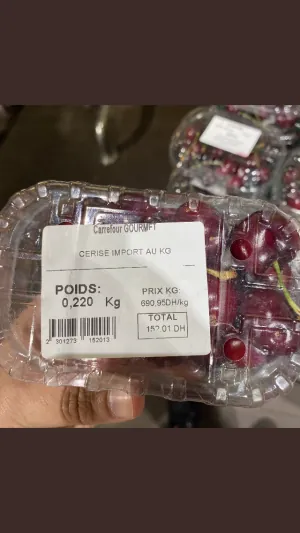 Carrefour GOURMET
CERISE IMPORT AU KG
POIDS:
0,220 Kg
PRIX KG:
690,95DH/kg
TOTAL
152.01 DH
2 301273 152013